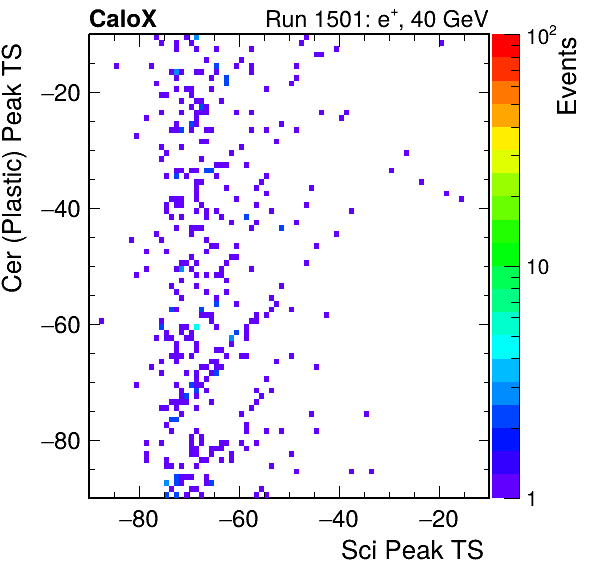 CaloX Run 1501: e⁺, 40 GeV
Cer (Plastic) Peak TS
−20
−40
−60
−80
−80 −60 −40 −20
Sci Peak TS
10²
10
1
Events